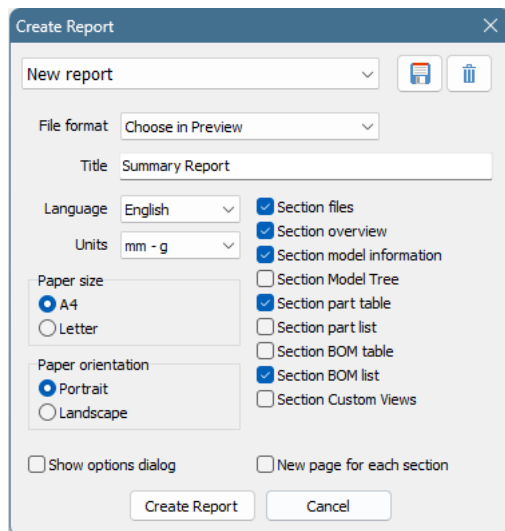 Create Report
New report
File format Choose in Preview
Title Summary Report
Language English
Units mm - g
Section files
Section overview
Section model information
Section Model Tree
Section part table
Section part list
Section BOM table
Section BOM list
Section Custom Views
Paper size
A4
Letter
Paper orientation
Portrait
Landscape
Show options dialog
New page for each section
Create Report
Cancel